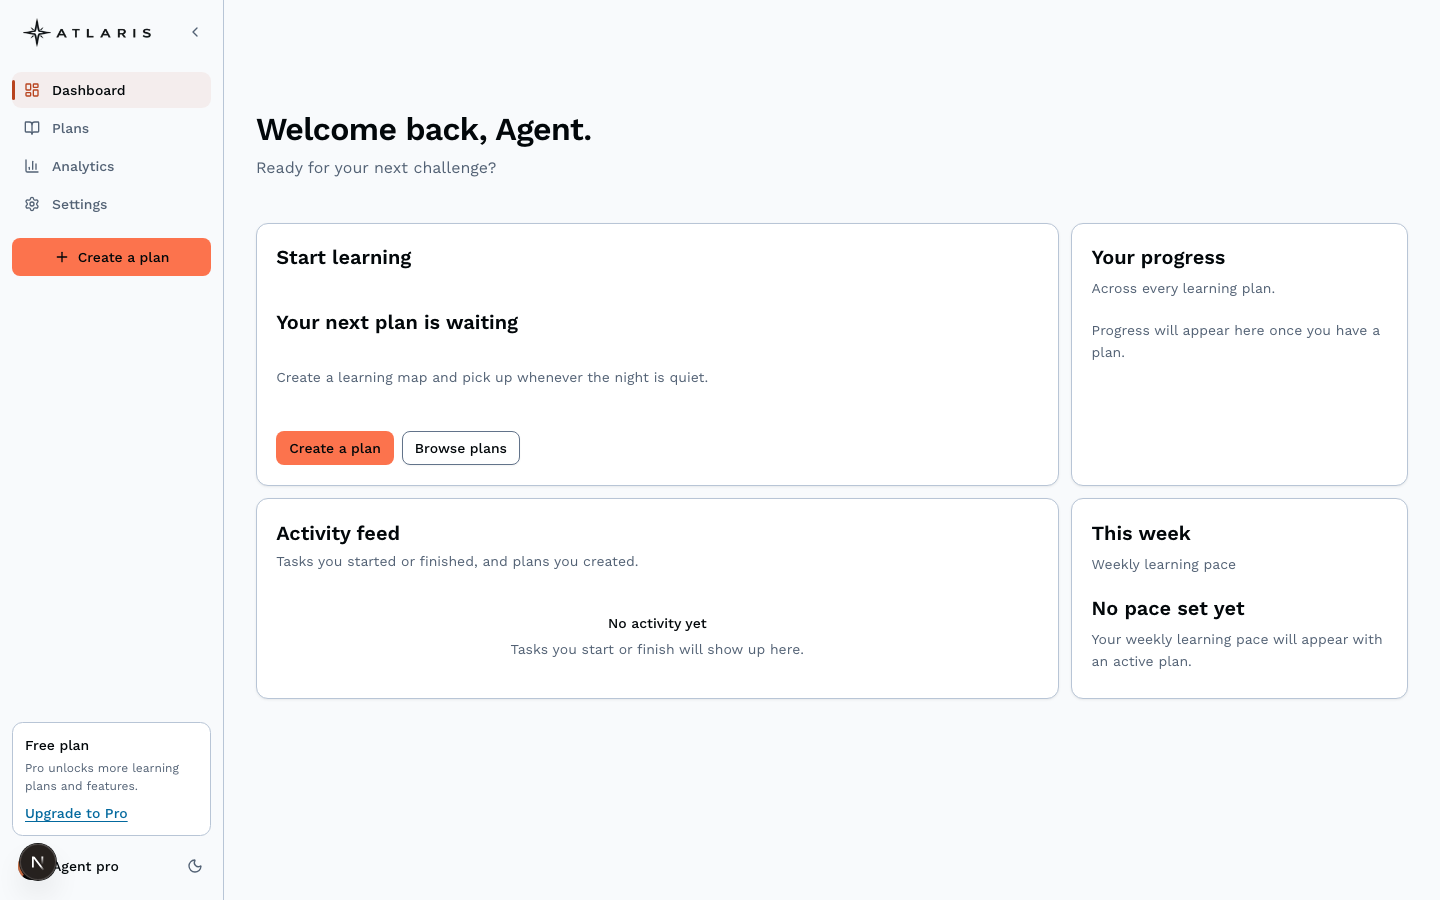 ATLARIS
Dashboard
Plans
Analytics
Settings
Create a plan
Welcome back, Agent.
Ready for your next challenge?
Start learning
Your next plan is waiting
Create a learning map and pick up whenever the night is quiet.
Create a plan
Browse plans
Your progress
Across every learning plan.
Progress will appear here once you have a
plan.
Activity feed
Tasks you started or finished, and plans you created.
No activity yet
Tasks you start or finish will show up here.
This week
Weekly learning pace
No pace set yet
Your weekly learning pace will appear with
an active plan.
Free plan
Pro unlocks more learning
plans and features.
Upgrade to Pro
N
Agent pro